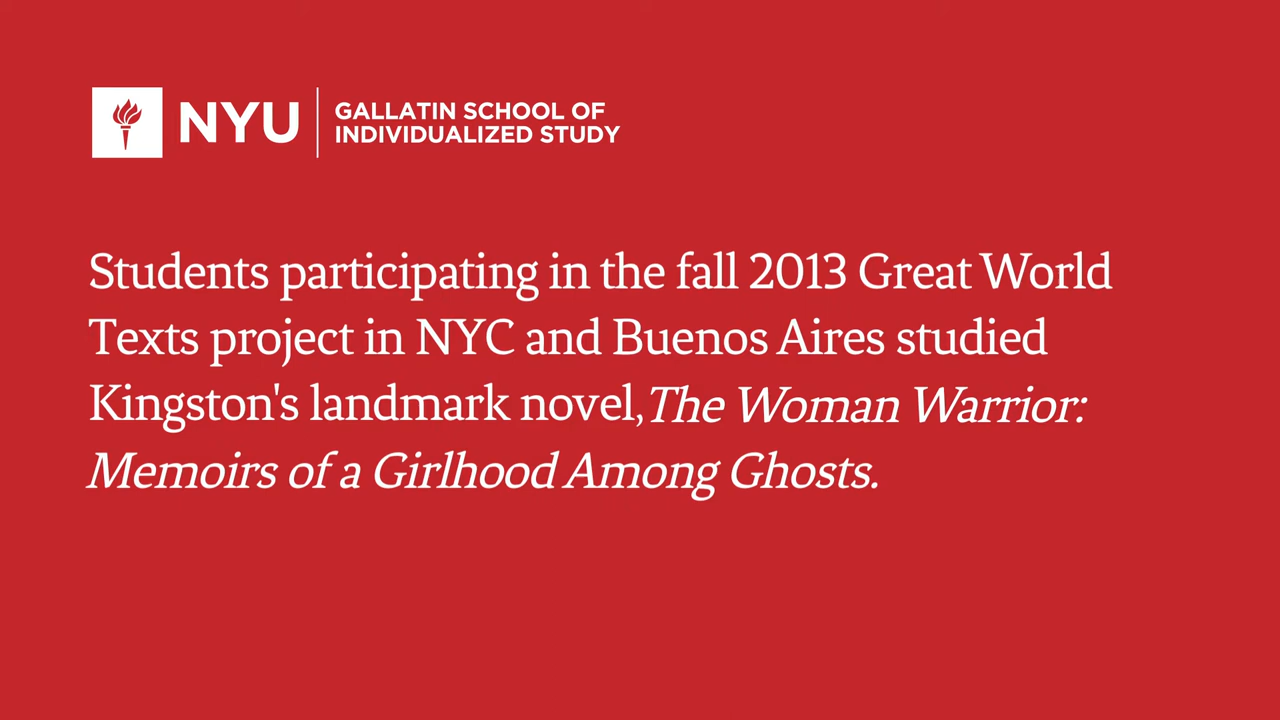 NYU
GALLATIN SCHOOL OF
INDIVIDUALIZED STUDY
Students participating in the fall 2013 Great World
Texts project in NYC and Buenos Aires studied
Kingston's landmark novel, The Woman Warrior:
Memoirs of a Girlhood Among Ghosts.